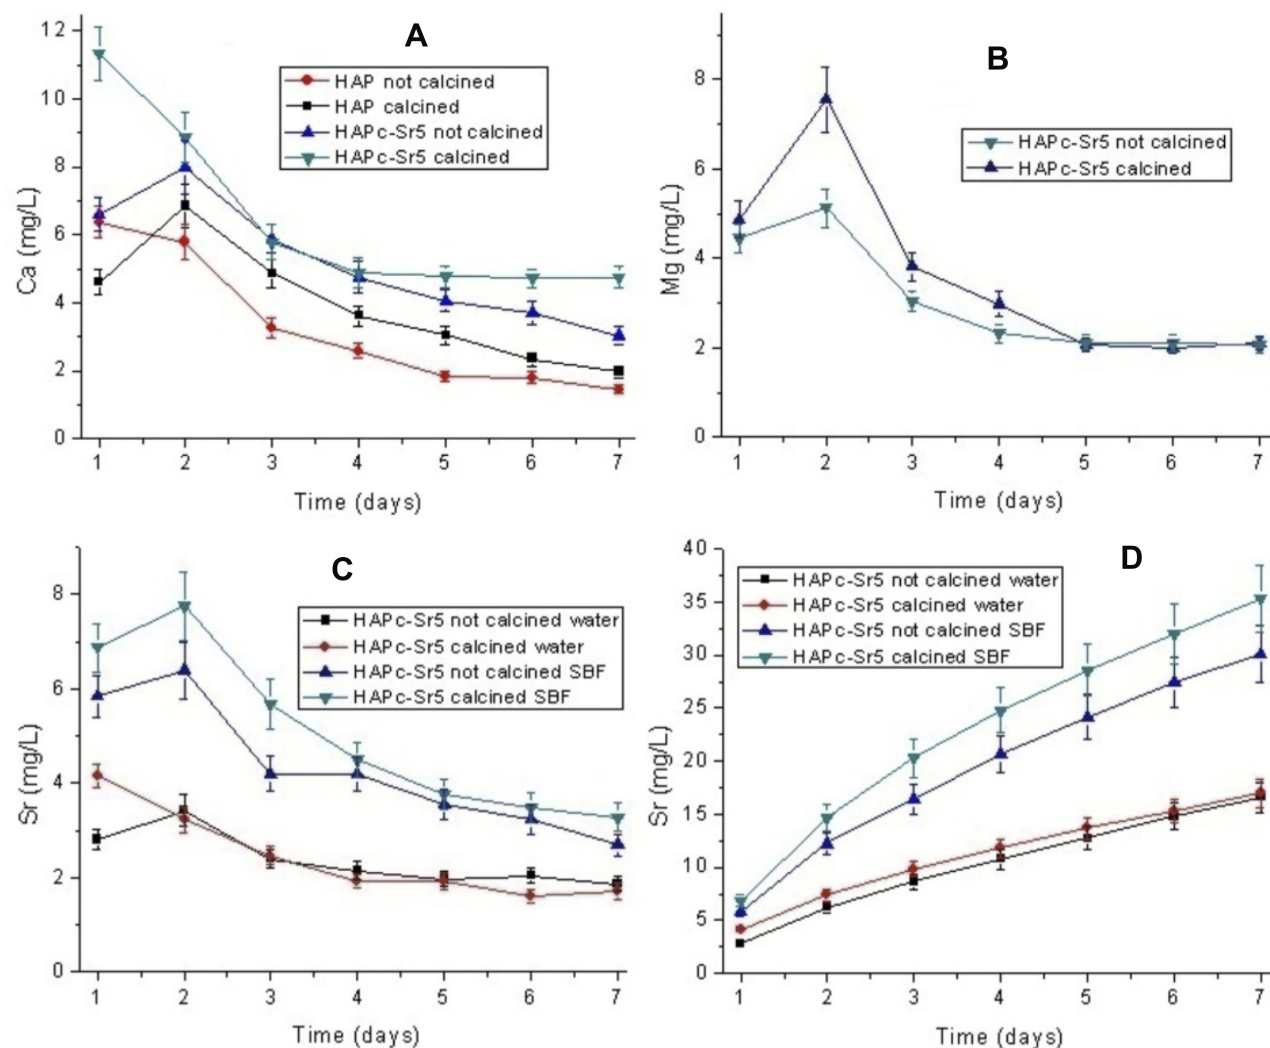 A
HAP not calcined
HAP calcined
HAPc-Sr5 not calcined
HAPc-Sr5 calcined
Ca (mg/L)
12
10
8
6
4
2
0
1 2 3 4 5 6 7
Time (days)
B
HAPc-Sr5 not calcined
HAPc-Sr5 calcined
Mg (mg/L)
8
6
4
2
0
1 2 3 4 5 6 7
Time (days)
C
HAPc-Sr5 not calcined water
HAPc-Sr5 calcined water
HAPc-Sr5 not calcined SBF
HAPc-Sr5 calcined SBF
Sr (mg/L)
8
6
4
2
0
1 2 3 4 5 6 7
Time (days)
D
HAPc-Sr5 not calcined water
HAPc-Sr5 calcined water
HAPc-Sr5 not calcined SBF
HAPc-Sr5 calcined SBF
Sr (mg/L)
40
35
30
25
20
15
10
5
0
1 2 3 4 5 6 7
Time (days)